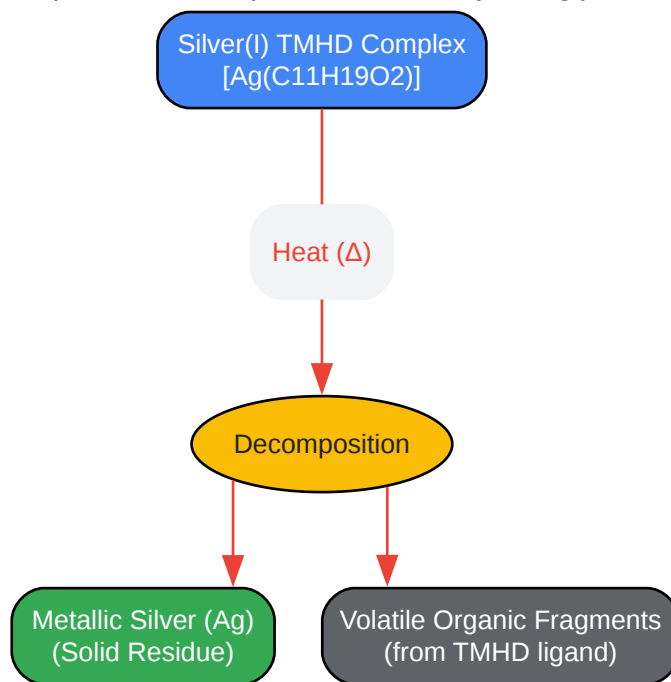 Silver(I) TMHD Complex
[Ag(C11H19O2)]
Heat (Δ)
Decomposition
Metallic Silver (Ag)
(Solid Residue)
Volatile Organic Fragments
(from TMHD ligand)